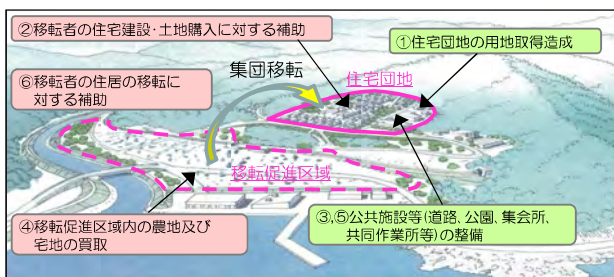 ②移転者の住宅建設・土地購入に対する補助
①住宅団地の用地取得造成
⑥移転者の住居の移転に
対する補助
集団移転
住宅団地
移転促進区域
④移転促進区域内の農地及び
宅地の買取
③,⑤公共施設等(道路、公園、集会所、
共同作業所等)の整備